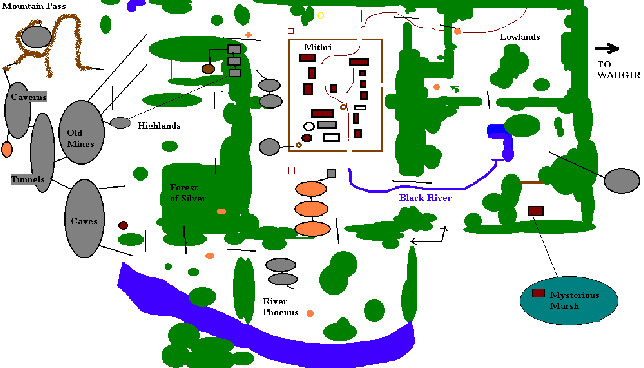 Mountain Pass
Mithri
Lowlands
TO
WAIIGIR
Caverns
Old
Mines
Highlands
Tunnels
Forest
of Silver
Black River
Caves
River
Phoenus
Mysterious
Marsh